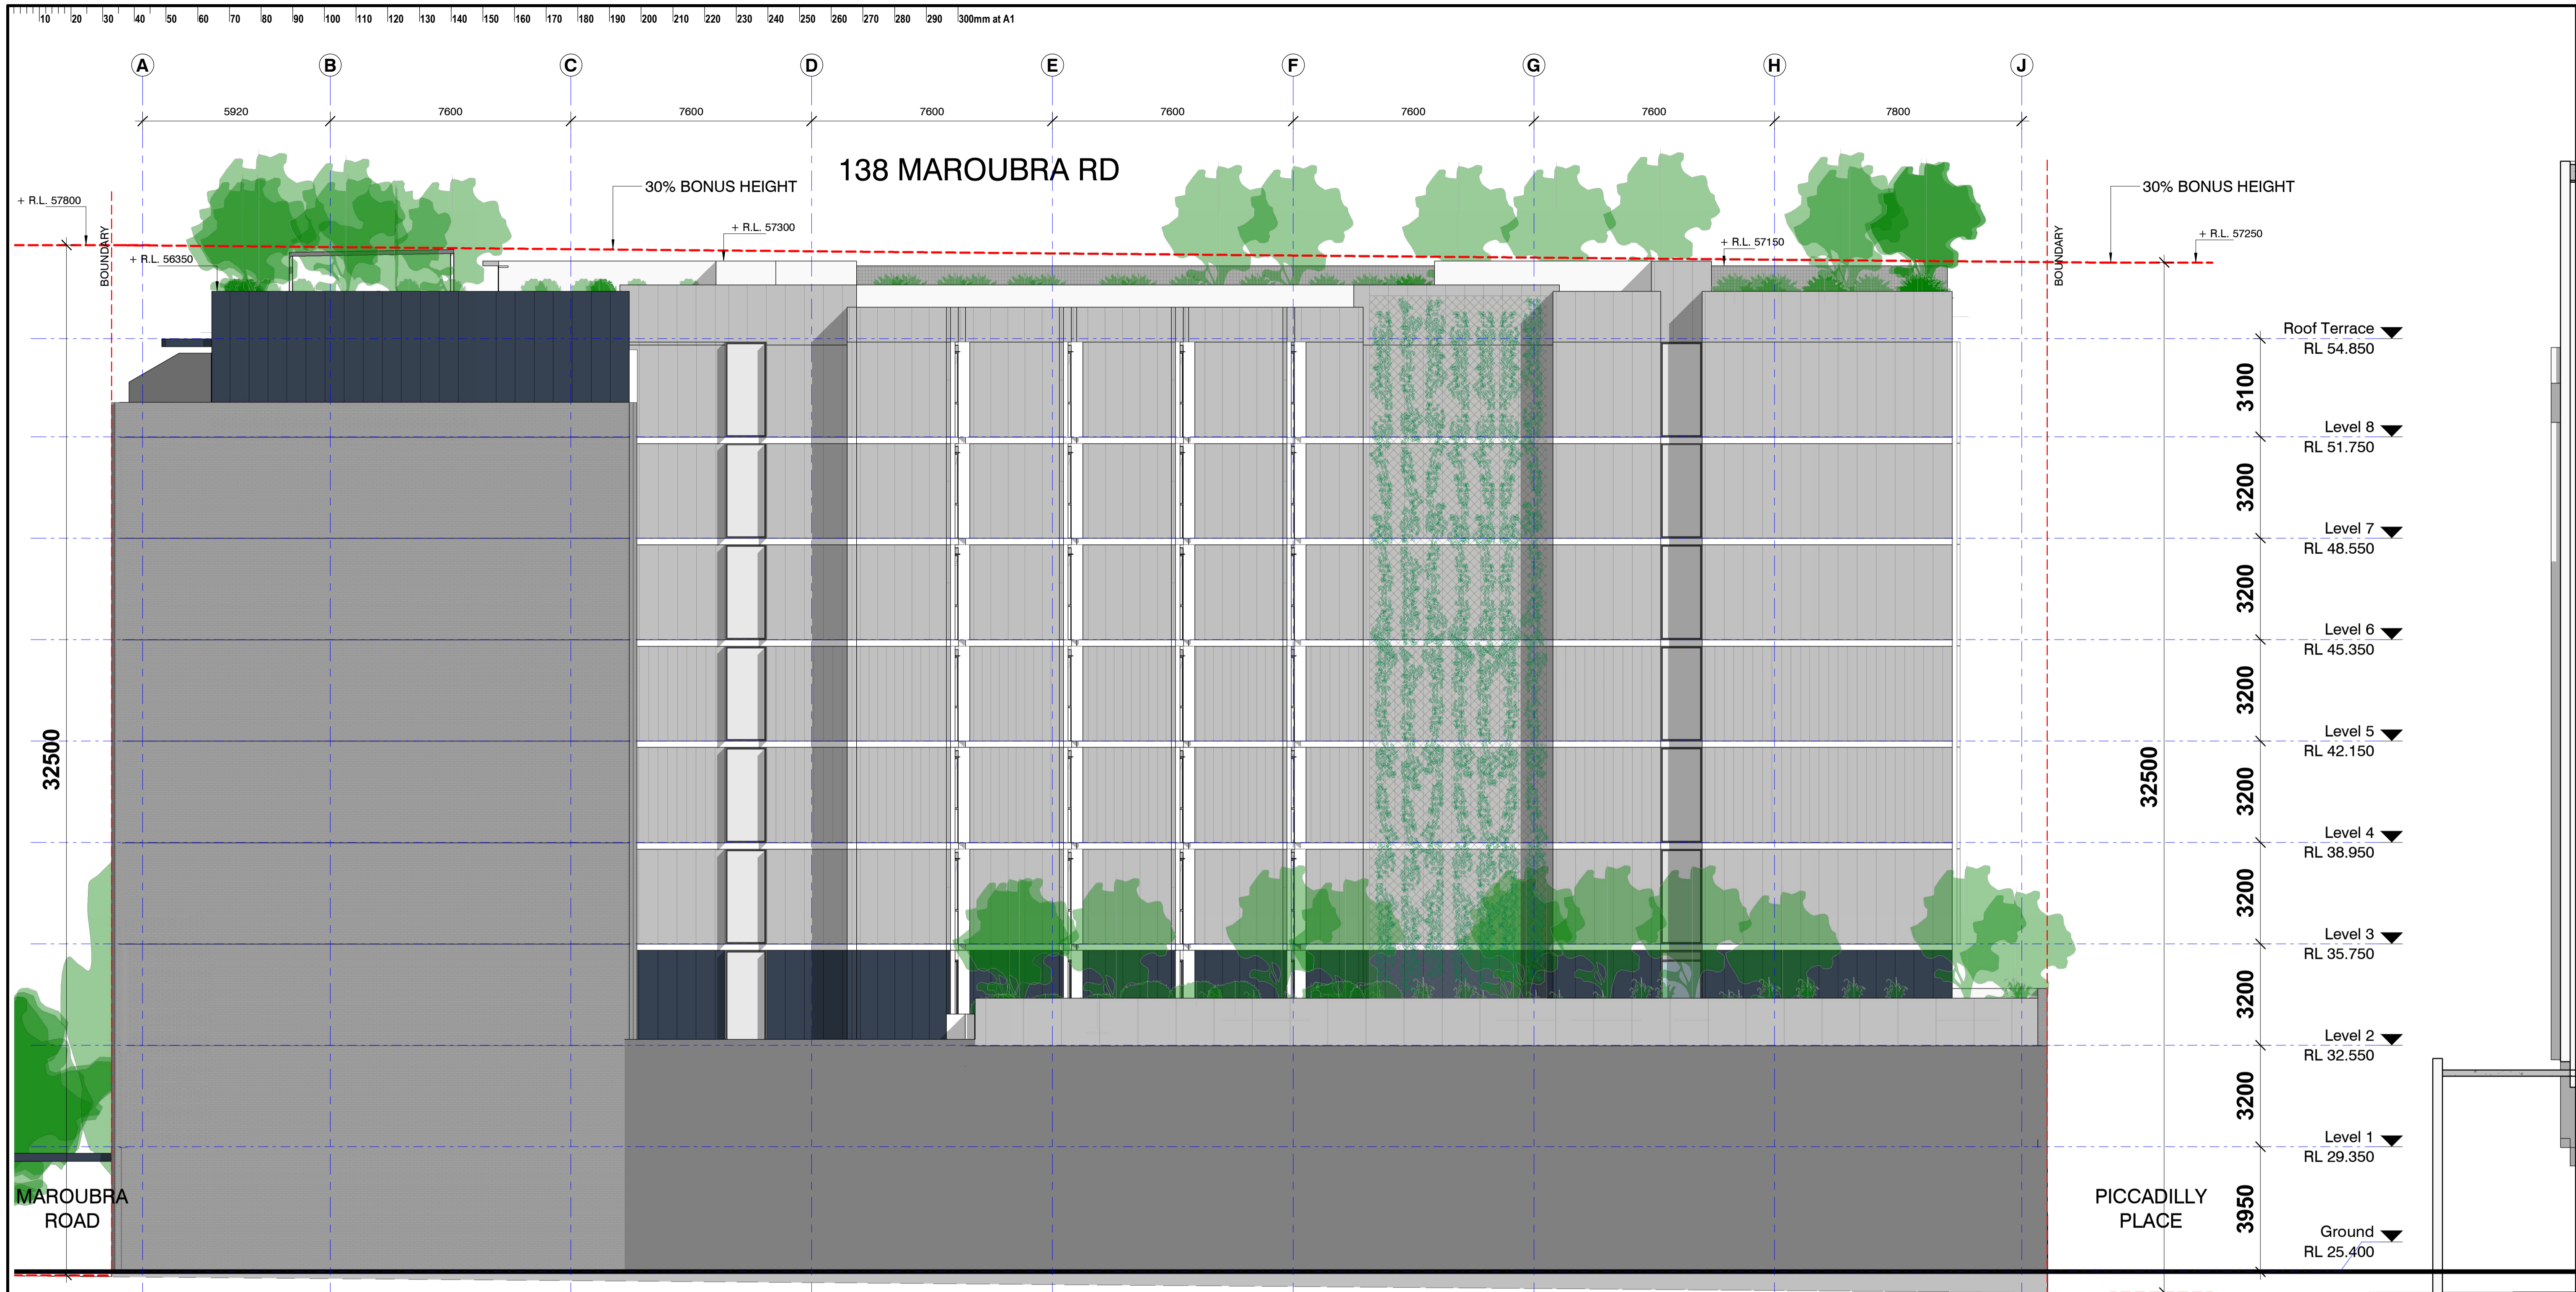 10 20 30 40 50 60 70 80 90 100 110 120 130 140 150 160 170 180 190 200 210 220 230 240 250 260 270 280 290 300mm at A1
A B C D E F G H J
5920 7600 7600 7600 7600 7600 7600 7800
138 MAROUBRA RD
30% BONUS HEIGHT
30% BONUS HEIGHT
+ R.L. 57800
+ R.L. 57300
+ R.L. 57150
+ R.L. 57250
+ R.L. 56350
BOUNDARY
BOUNDARY
Roof Terrace
RL 54.850
3100
Level 8
RL 51.750
3200
Level 7
RL 48.550
3200
Level 6
RL 45.350
3200
Level 5
RL 42.150
32500
32500
3200
Level 4
RL 38.950
3200
Level 3
RL 35.750
3200
Level 2
RL 32.550
3200
Level 1
RL 29.350
MAROUBRA
ROAD
PICCADILLY
PLACE
3950
Ground
RL 25.400